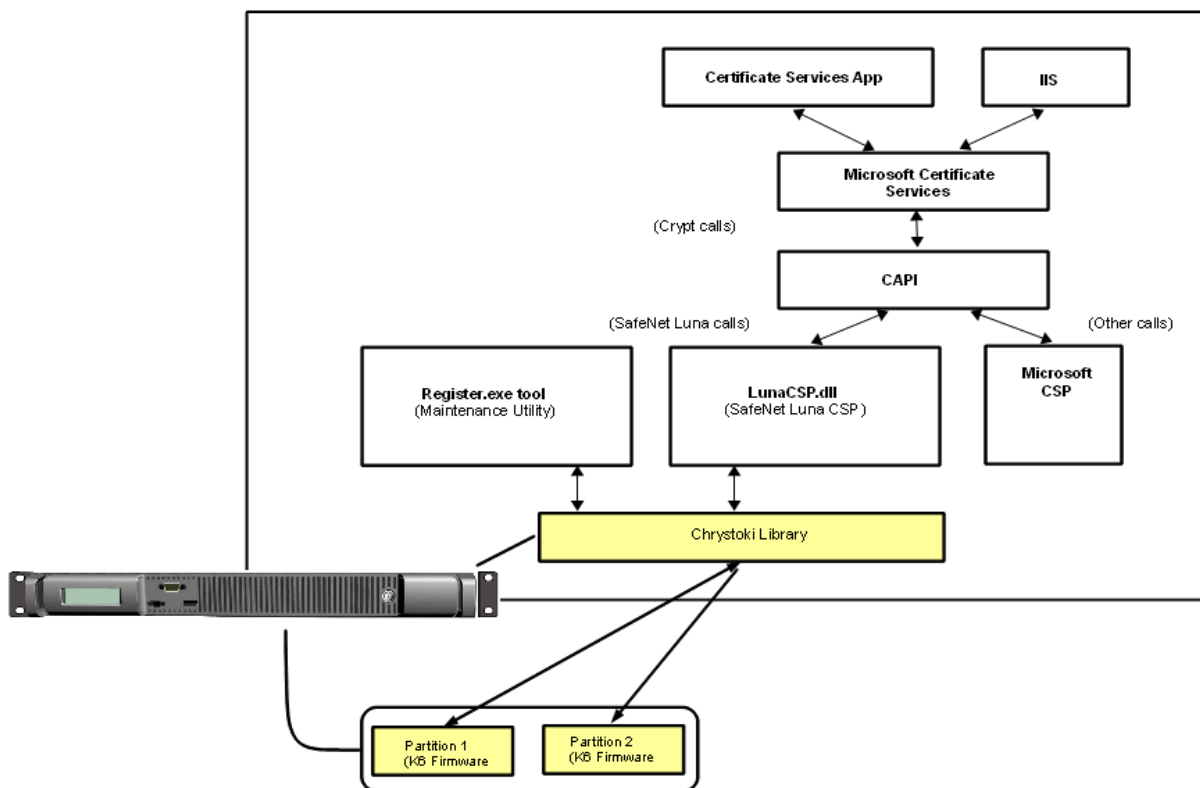 Certificate Services App
IIS
Microsoft Certificate
Services
(Crypt calls)
CAPI
(SafeNet Luna calls)
(Other calls)
Register.exe tool
(Maintenance Utility)
LunaCSP.dll
(SafeNet Luna CSP)
Microsoft
CSP
Chrystoki Library
Partition 1
(K6 Firmware
Partition 2
(K6 Firmware